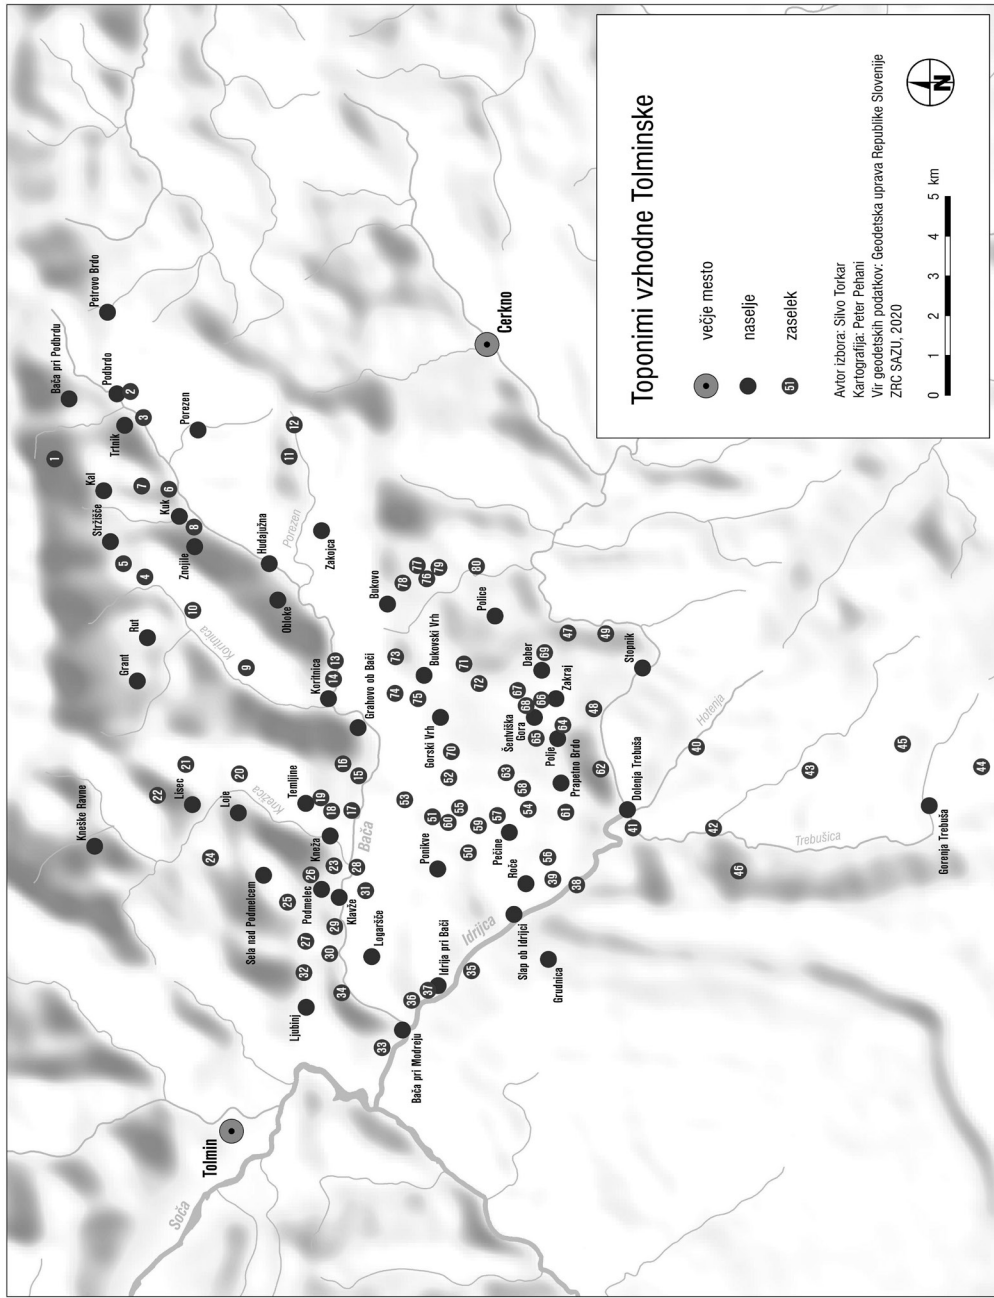 Toponimi vzhodne Tolminske
večje mesto
naselje
51
zaselek
Avtor izbora: Silvo Torkar
Kartografija: Peter Pehani
Vir geodetskih podatkov: Geodetska uprava Republike Slovenije
ZRC SAZU, 2020
0 1 2 3 4 5 km
N
Tolmin
Soča
Kneške Ravne
Grant
Rut
Stržišče
Kal
Bača pri Podbrdu
Podbrdo
Petrovo Brdo
Trtnik
Porezen
Kuk
Znojile
Hudajužna
Obloke
Porezen
Zakojca
Koritnica
Koritnica
Grahovo ob Bači
Lisec
Loje
Knežica
Temljine
Kneža
Bača
Sela nad Podmelcem
Podmelec
Klavže
Logaršče
Ljubinj
Bača pri Modreju
Idrija pri Bači
Idrijca
Slap ob Idrijci
Grudnica
Roče
Pečine
Ponikve
Gorski Vrh
Bukovski Vrh
Bukovo
Police
Cerkno
Daber
Zakraj
Šentviška
Gora
Polje
Prapetno Brdo
Stopnik
Dolenja Trebuša
Hotenja
Trebušica
Gorenja Trebuša
1
2
3
4
5
6
7
8
9
10
11
12
13
14
15
16
17
18
19
20
21
22
23
24
25
26
27
28
29
30
31
32
33
34
35
36
37
38
39
40
41
42
43
44
45
46
47
48
49
50
51
52
53
54
55
56
57
58
59
60
61
62
63
64
65
66
67
68
69
70
71
72
73
74
75
76
77
78
79
80